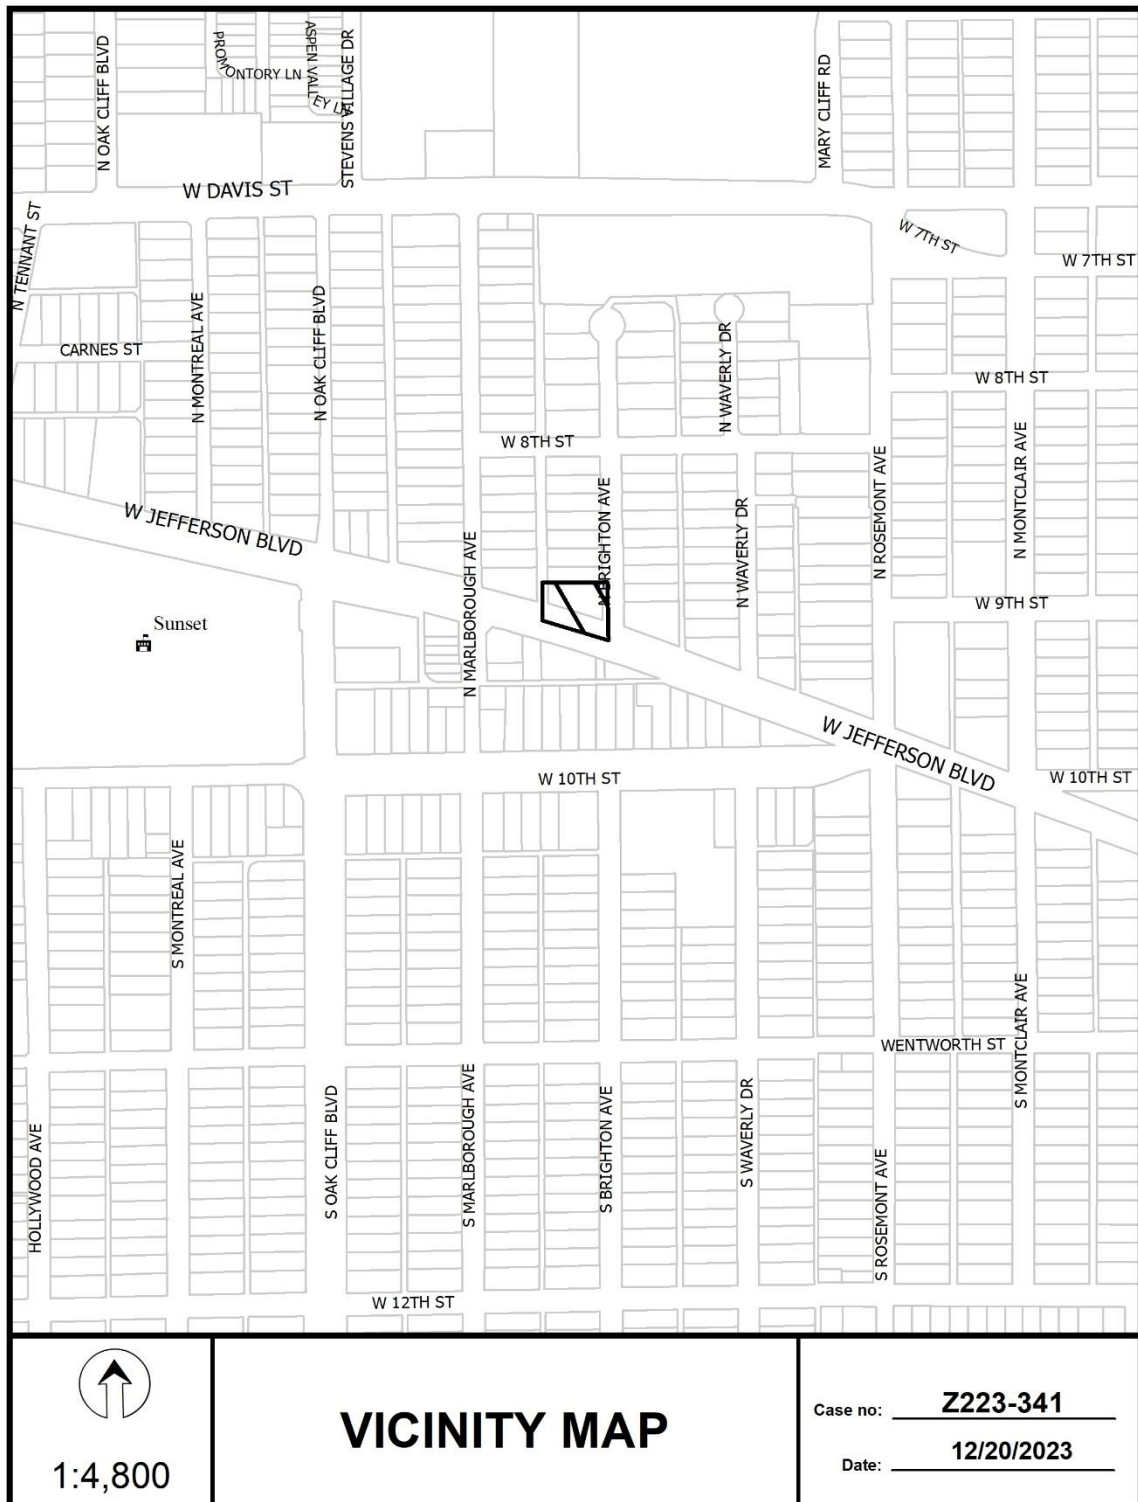 N OAK CLIFF BLVD
PROMONTORY LN
ASPEN VALLEY LN
STEVENS VILLAGE DR
MARY CLIFF RD
W DAVIS ST
N TENNANT ST
W 7TH ST
W 7TH ST
CARNES ST
N MONTREAL AVE
N OAK CLIFF BLVD
N WAVERLY DR
W 8TH ST
W 8TH ST
N ROSEMONT AVE
N MONTCLAIR AVE
W JEFFERSON BLVD
N MARLBOROUGH AVE
N BRIGHTON AVE
N WAVERLY DR
W 9TH ST
Sunset
W JEFFERSON BLVD
W 10TH ST
W 10TH ST
S MONTREAL AVE
S MONTCLAIR AVE
WENTWORTH ST
HOLLYWOOD AVE
S OAK CLIFF BLVD
S MARLBOROUGH AVE
S BRIGHTON AVE
S WAVERLY DR
S ROSEMONT AVE
W 12TH ST
1:4,800
VICINITY MAP
Case no: Z223-341
Date: 12/20/2023